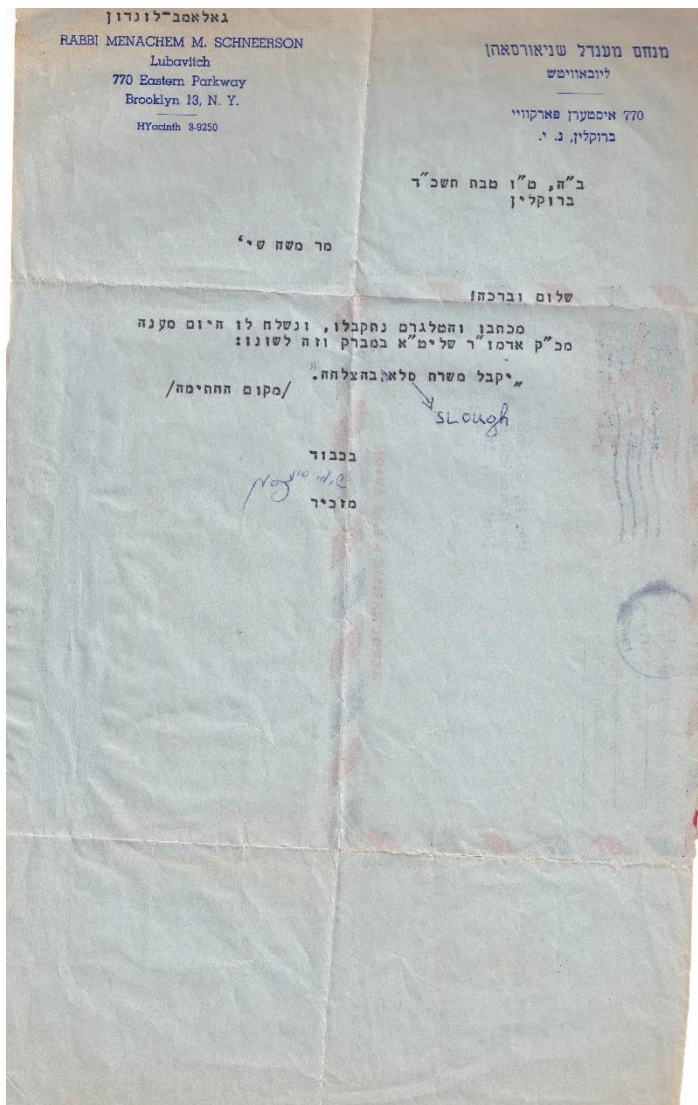 גאלאמב-לונדון
RABBI MENACHEM M. SCHNEERSON
Lubavitch
770 Eastern Parkway
Brooklyn 13, N. Y.
HYacinth 3-9250
מנחם מענדל שניאורסאהן
ליובאוויטש
770 איסטערן פארקוויי
ברוקלין, נ. י.
ב"ה, ט"ו טבת תשכ"ד
ברוקלין
מר משה שי'
שלום וברכה!
מכתבו והטלגרם נתקבלו, ונשלח לו היום מענה
מכ"ק אדמו"ר שליט"א במברק וזה לשונו:
"יקבל משרת סלאו בהצלחה."
/מקום החתימה/
SLough
בכבוד
מזכיר